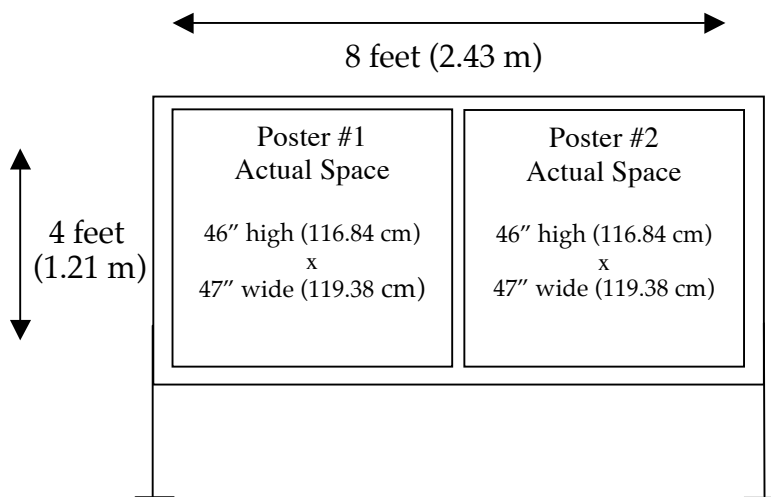 8 feet (2.43 m)
Poster #1
Actual Space
46″ high (116.84 cm)
x
47″ wide (119.38 cm)
Poster #2
Actual Space
46″ high (116.84 cm)
x
47″ wide (119.38 cm)
4 feet
(1.21 m)